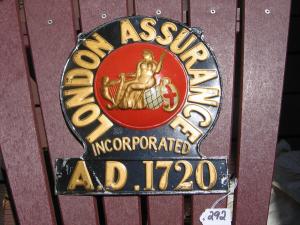 LONDON ASSURANCE
INCORPORATED
A.D. 1720
292